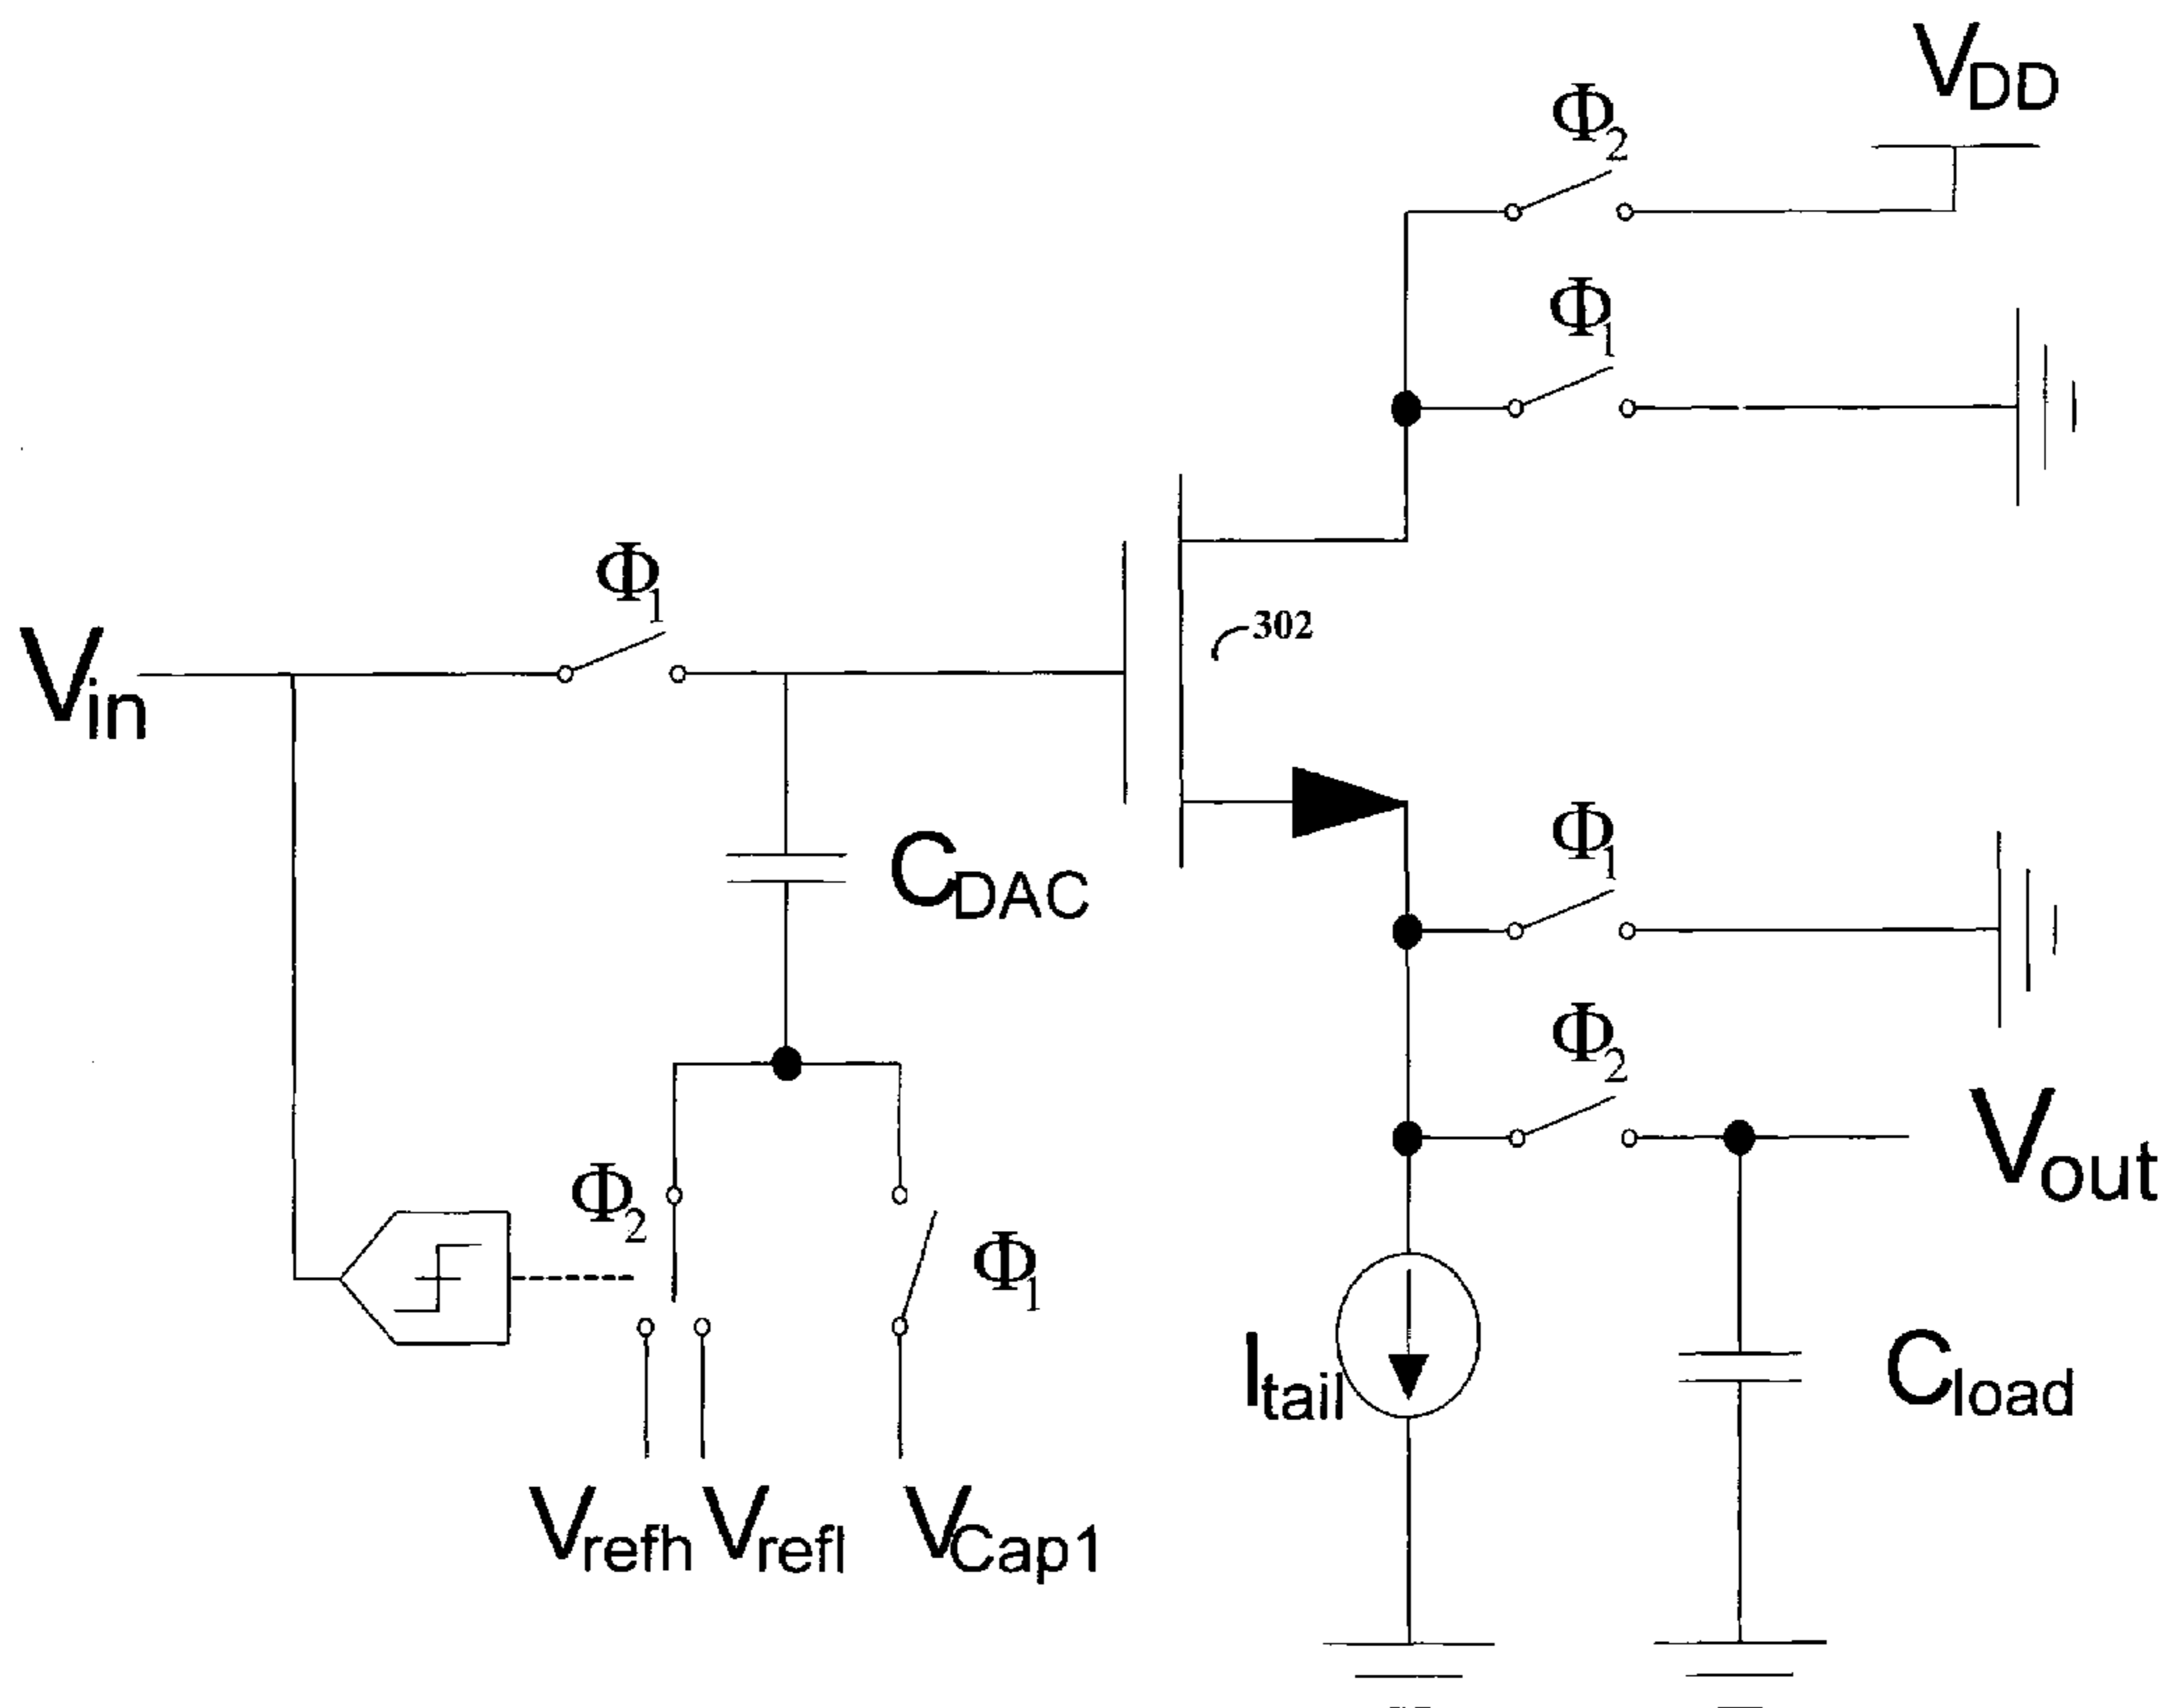 VDD
Φ2
Φ1
Φ1
302
Vin
Φ1
CDAC
Φ2
Vout
Φ2
Φ1
Itail
Cload
Vrefh Vrefl VCap1